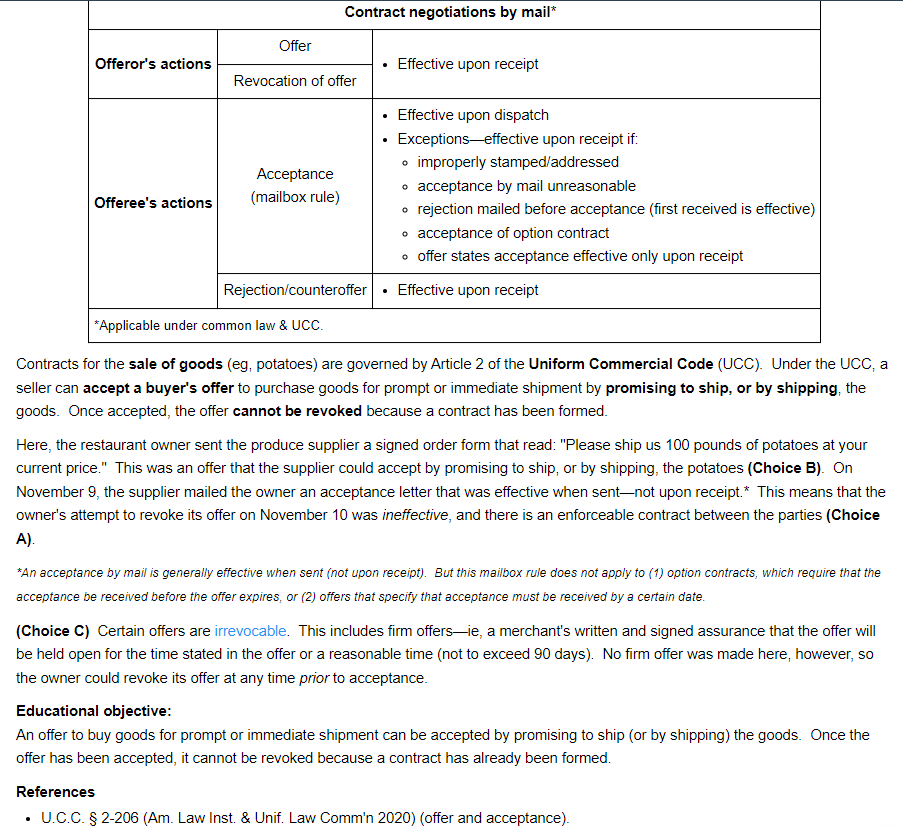 Contract negotiations by mail*
Offeror's actions
Offer
Revocation of offer
• Effective upon receipt
Offeree's actions
Acceptance
(mailbox rule)
• Effective upon dispatch
• Exceptions—effective upon receipt if:
○ improperly stamped/addressed
○ acceptance by mail unreasonable
○ rejection mailed before acceptance (first received is effective)
○ acceptance of option contract
○ offer states acceptance effective only upon receipt
Rejection/counteroffer
• Effective upon receipt
*Applicable under common law & UCC.
Contracts for the sale of goods (eg, potatoes) are governed by Article 2 of the Uniform Commercial Code (UCC). Under the UCC, a
seller can accept a buyer's offer to purchase goods for prompt or immediate shipment by promising to ship, or by shipping, the
goods. Once accepted, the offer cannot be revoked because a contract has been formed.
Here, the restaurant owner sent the produce supplier a signed order form that read: "Please ship us 100 pounds of potatoes at your
current price." This was an offer that the supplier could accept by promising to ship, or by shipping, the potatoes (Choice B). On
November 9, the supplier mailed the owner an acceptance letter that was effective when sent—not upon receipt.* This means that the
owner's attempt to revoke its offer on November 10 was ineffective, and there is an enforceable contract between the parties (Choice
A).
*An acceptance by mail is generally effective when sent (not upon receipt). But this mailbox rule does not apply to (1) option contracts, which require that the
acceptance be received before the offer expires, or (2) offers that specify that acceptance must be received by a certain date.
(Choice C) Certain offers are irrevocable. This includes firm offers—ie, a merchant's written and signed assurance that the offer will
be held open for the time stated in the offer or a reasonable time (not to exceed 90 days). No firm offer was made here, however, so
the owner could revoke its offer at any time prior to acceptance.
Educational objective:
An offer to buy goods for prompt or immediate shipment can be accepted by promising to ship (or by shipping) the goods. Once the
offer has been accepted, it cannot be revoked because a contract has already been formed.
References
• U.C.C. § 2-206 (Am. Law Inst. & Unif. Law Comm'n 2020) (offer and acceptance).